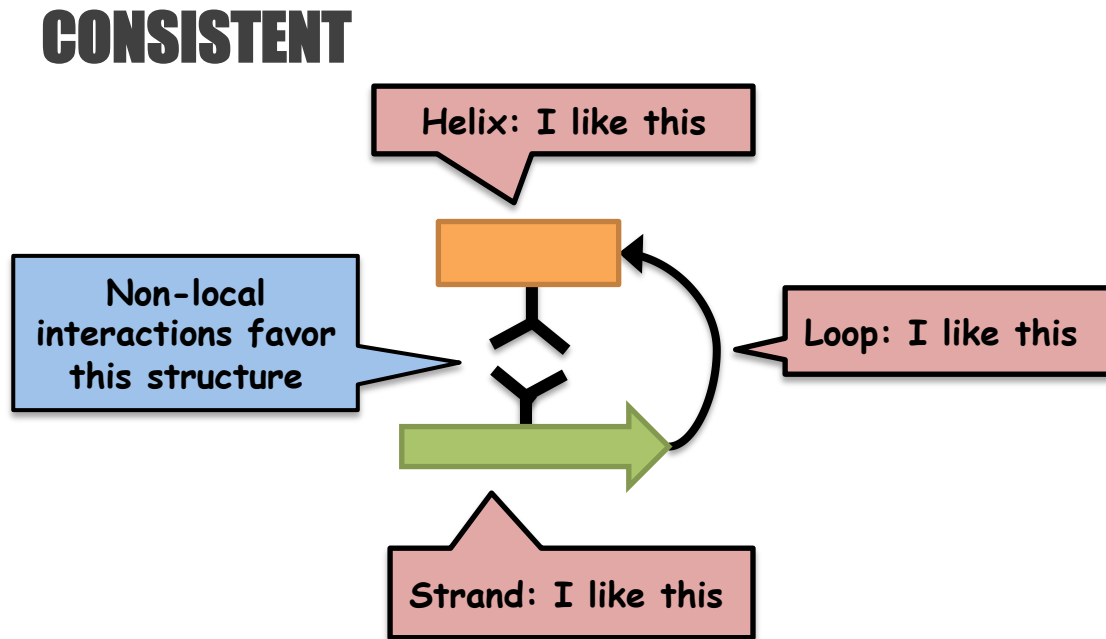 CONSISTENT
Helix: I like this
Non-local
interactions favor
this structure
Loop: I like this
Strand: I like this